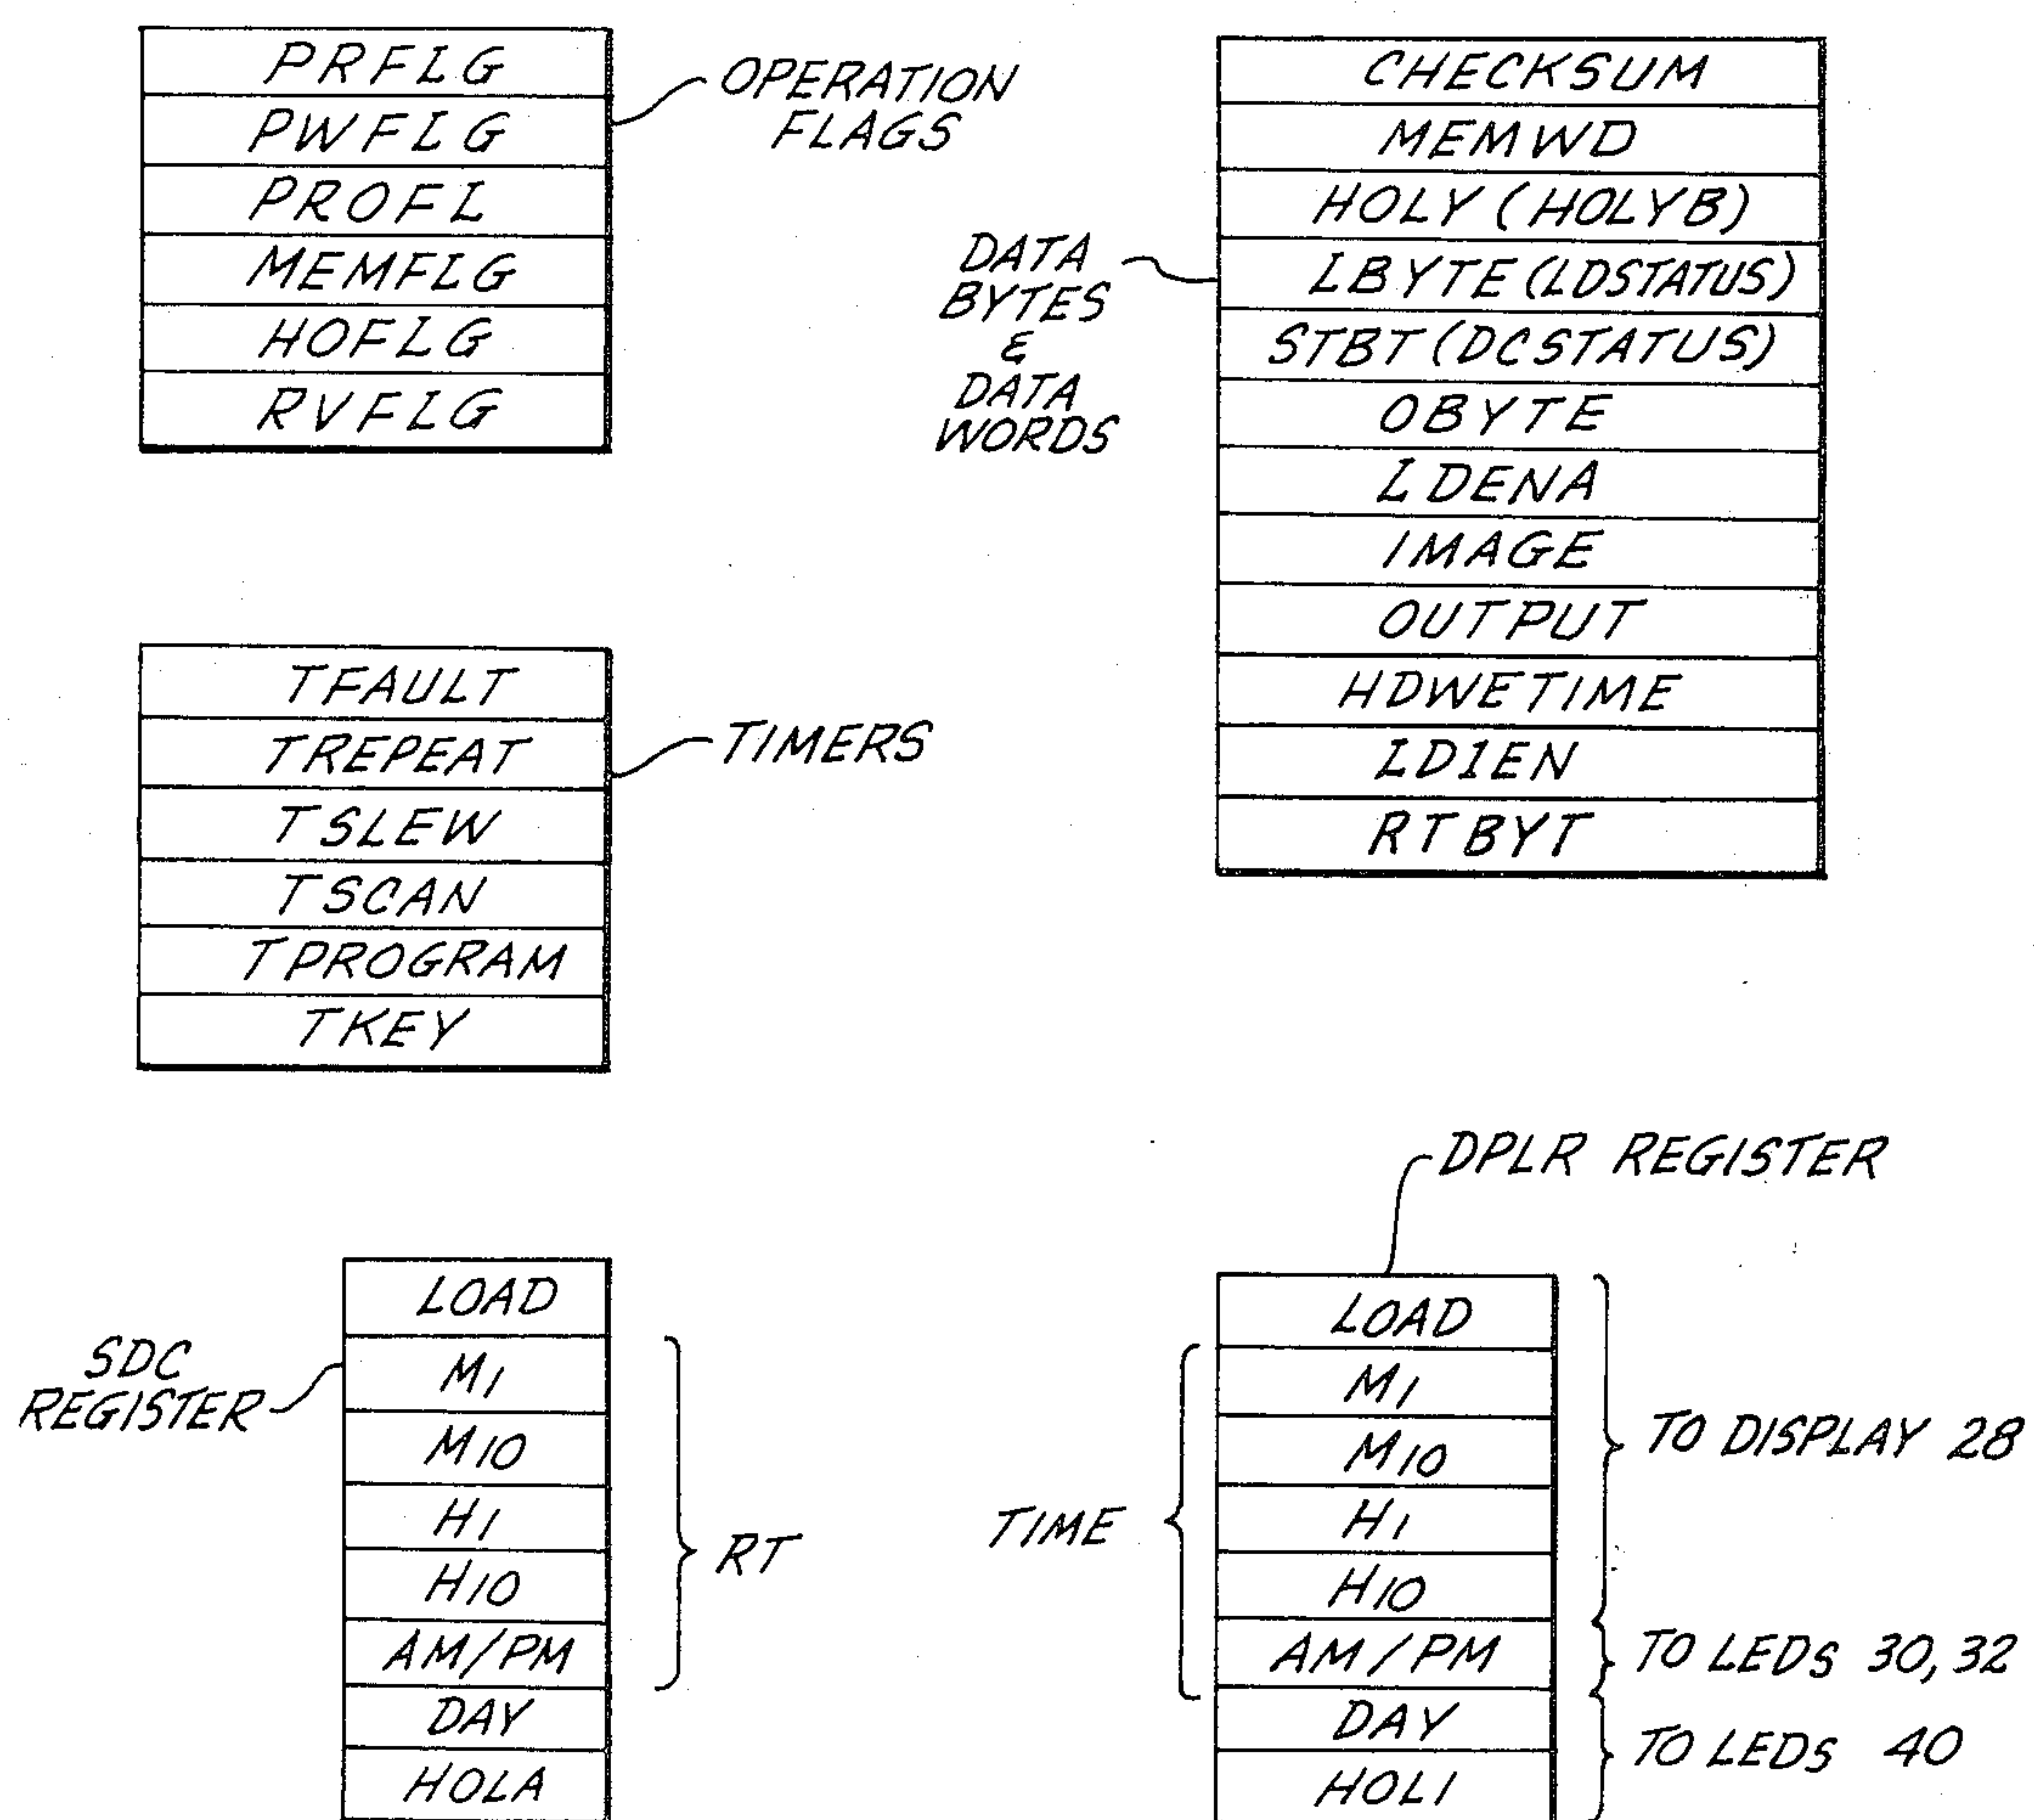 PRFLG
PWFLG
PROFL
MEMFLG
HOFLG
RVFLG
OPERATION
FLAGS
CHECKSUM
MEMWD
HOLY (HOLYB)
LBYTE (LDSTATUS)
STBT (DCSTATUS)
OBYTE
LDENA
IMAGE
OUTPUT
HDWETIME
LD1EN
RTBYT
DATA
BYTES
&
DATA
WORDS
TFAULT
TREPEAT
TSLEW
TSCAN
TPROGRAM
TKEY
TIMERS
SDC
REGISTER
LOAD
M1
M10
H1
H10
AM/PM
DAY
HOLA
RT
DPLR REGISTER
TIME
LOAD
M1
M10
H1
H10
AM/PM
DAY
HOLI
TO DISPLAY 28
TO LEDS 30,32
TO LEDS 40